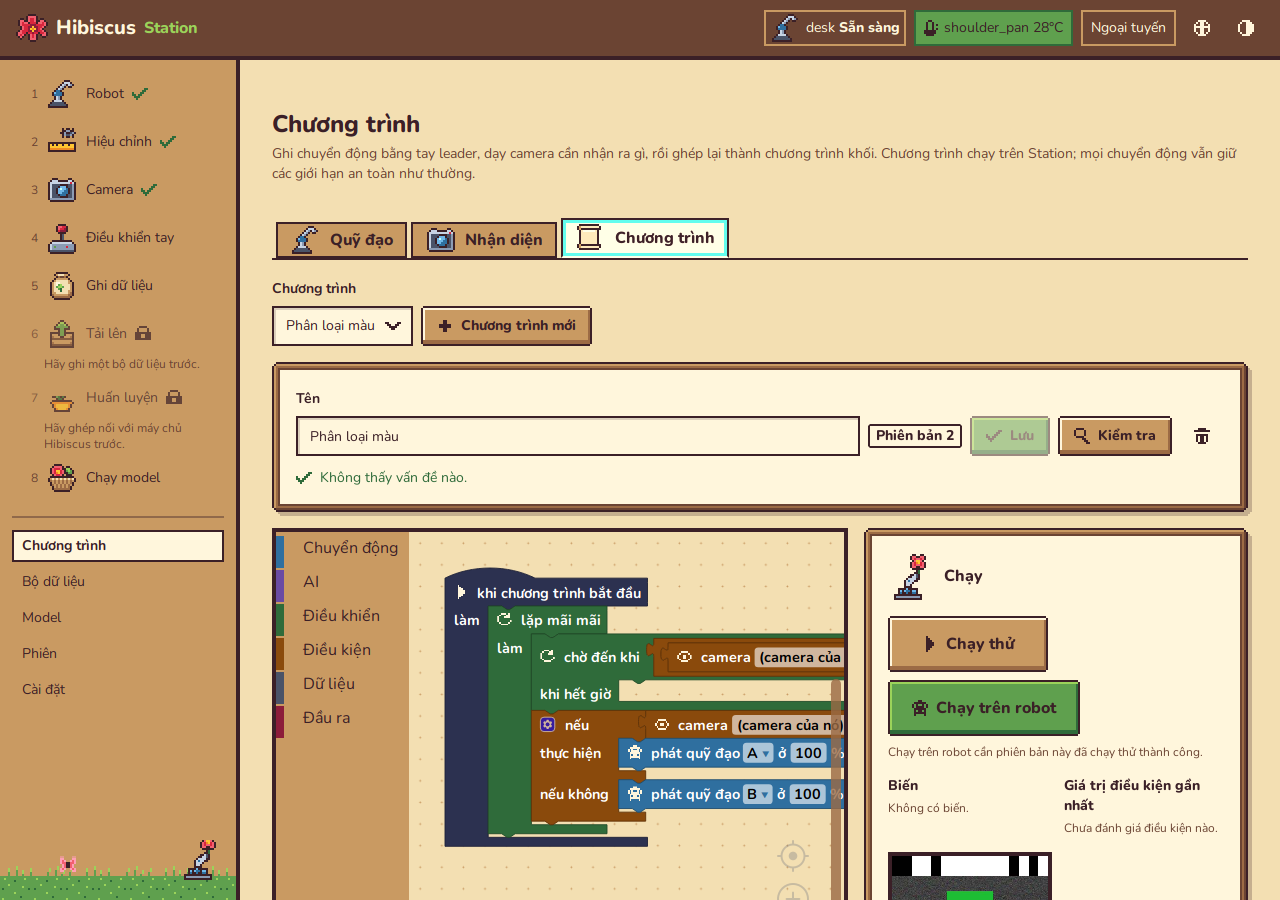 Hibiscus Station
desk Sẵn sàng
shoulder_pan 28°C
Ngoại tuyến
1 Robot
2 Hiệu chỉnh
3 Camera
4 Điều khiển tay
5 Ghi dữ liệu
6 Tải lên
Hãy ghi một bộ dữ liệu trước.
7 Huấn luyện
Hãy ghép nối với máy chủ
Hibiscus trước.
8 Chạy model
Chương trình
Bộ dữ liệu
Model
Phiên
Cài đặt
Chương trình
Ghi chuyển động bằng tay leader, dạy camera cần nhận ra gì, rồi ghép lại thành chương trình khối. Chương trình chạy trên Station; mọi chuyển động vẫn giữ
các giới hạn an toàn như thường.
Quỹ đạo
Nhận diện
Chương trình
Chương trình
Phân loại màu
Chương trình mới
Tên
Phân loại màu
Phiên bản 2
Lưu
Kiểm tra
Không thấy vấn đề nào.
Chuyển động
AI
Điều khiển
Điều kiện
Dữ liệu
Đầu ra
khi chương trình bắt đầu
làm
lặp mãi mãi
làm
chờ đến khi
camera (camera của
khi hết giờ
nếu
camera (camera của nó)
thực hiện
phát quỹ đạo A ▾ ở 100 %
nếu không
phát quỹ đạo B ▾ ở 100 %
Chạy
Chạy thử
Chạy trên robot
Chạy trên robot cần phiên bản này đã chạy thử thành công.
Biến
Không có biến.
Giá trị điều kiện gần
nhất
Chưa đánh giá điều kiện nào.